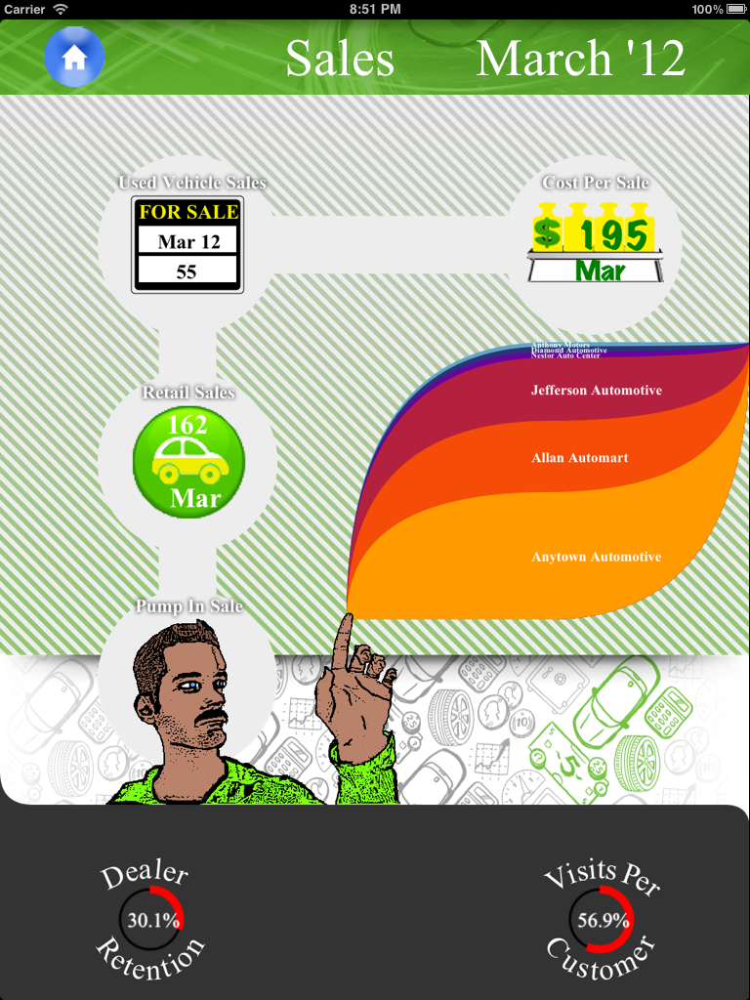 Carrier 8:51 PM 100%
Sales March '12
Used Vehicle Sales
FOR SALE
Mar 12
55
Cost Per Sale
$ 195
Mar
Anthony Motors
Diamond Automotive
Nestor Auto Center
Jefferson Automotive
Allan Automart
Anytown Automotive
Retail Sales
162
Mar
Pump In Sale
5
Dealer
30.1%
Retention
Visits Per
56.9%
Customer